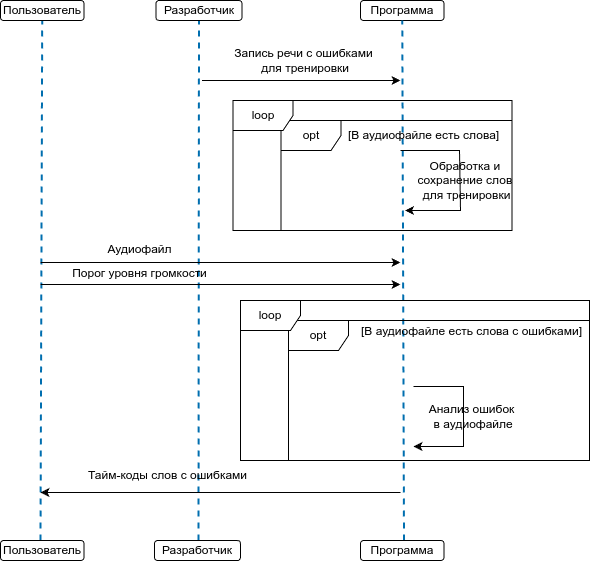 Пользователь
Разработчик
Программа
Запись речи с ошибками
для тренировки
loop
opt
[В аудиофайле есть слова]
Обработка и
сохранение слов
для тренировки
Аудиофайл
Порог уровня громкости
loop
opt
[В аудиофайле есть слова с ошибками]
Анализ ошибок
в аудиофайле
Тайм-коды слов с ошибками
Пользователь
Разработчик
Программа